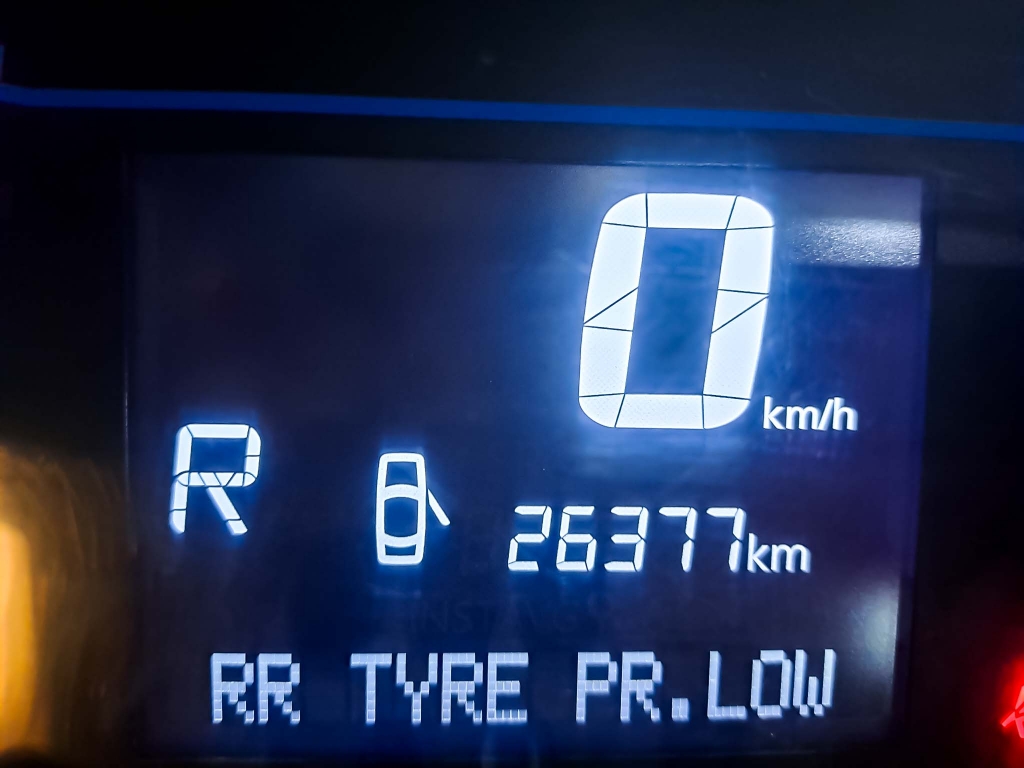 0 km/h
R 26377km
RR TYRE PR.LOW